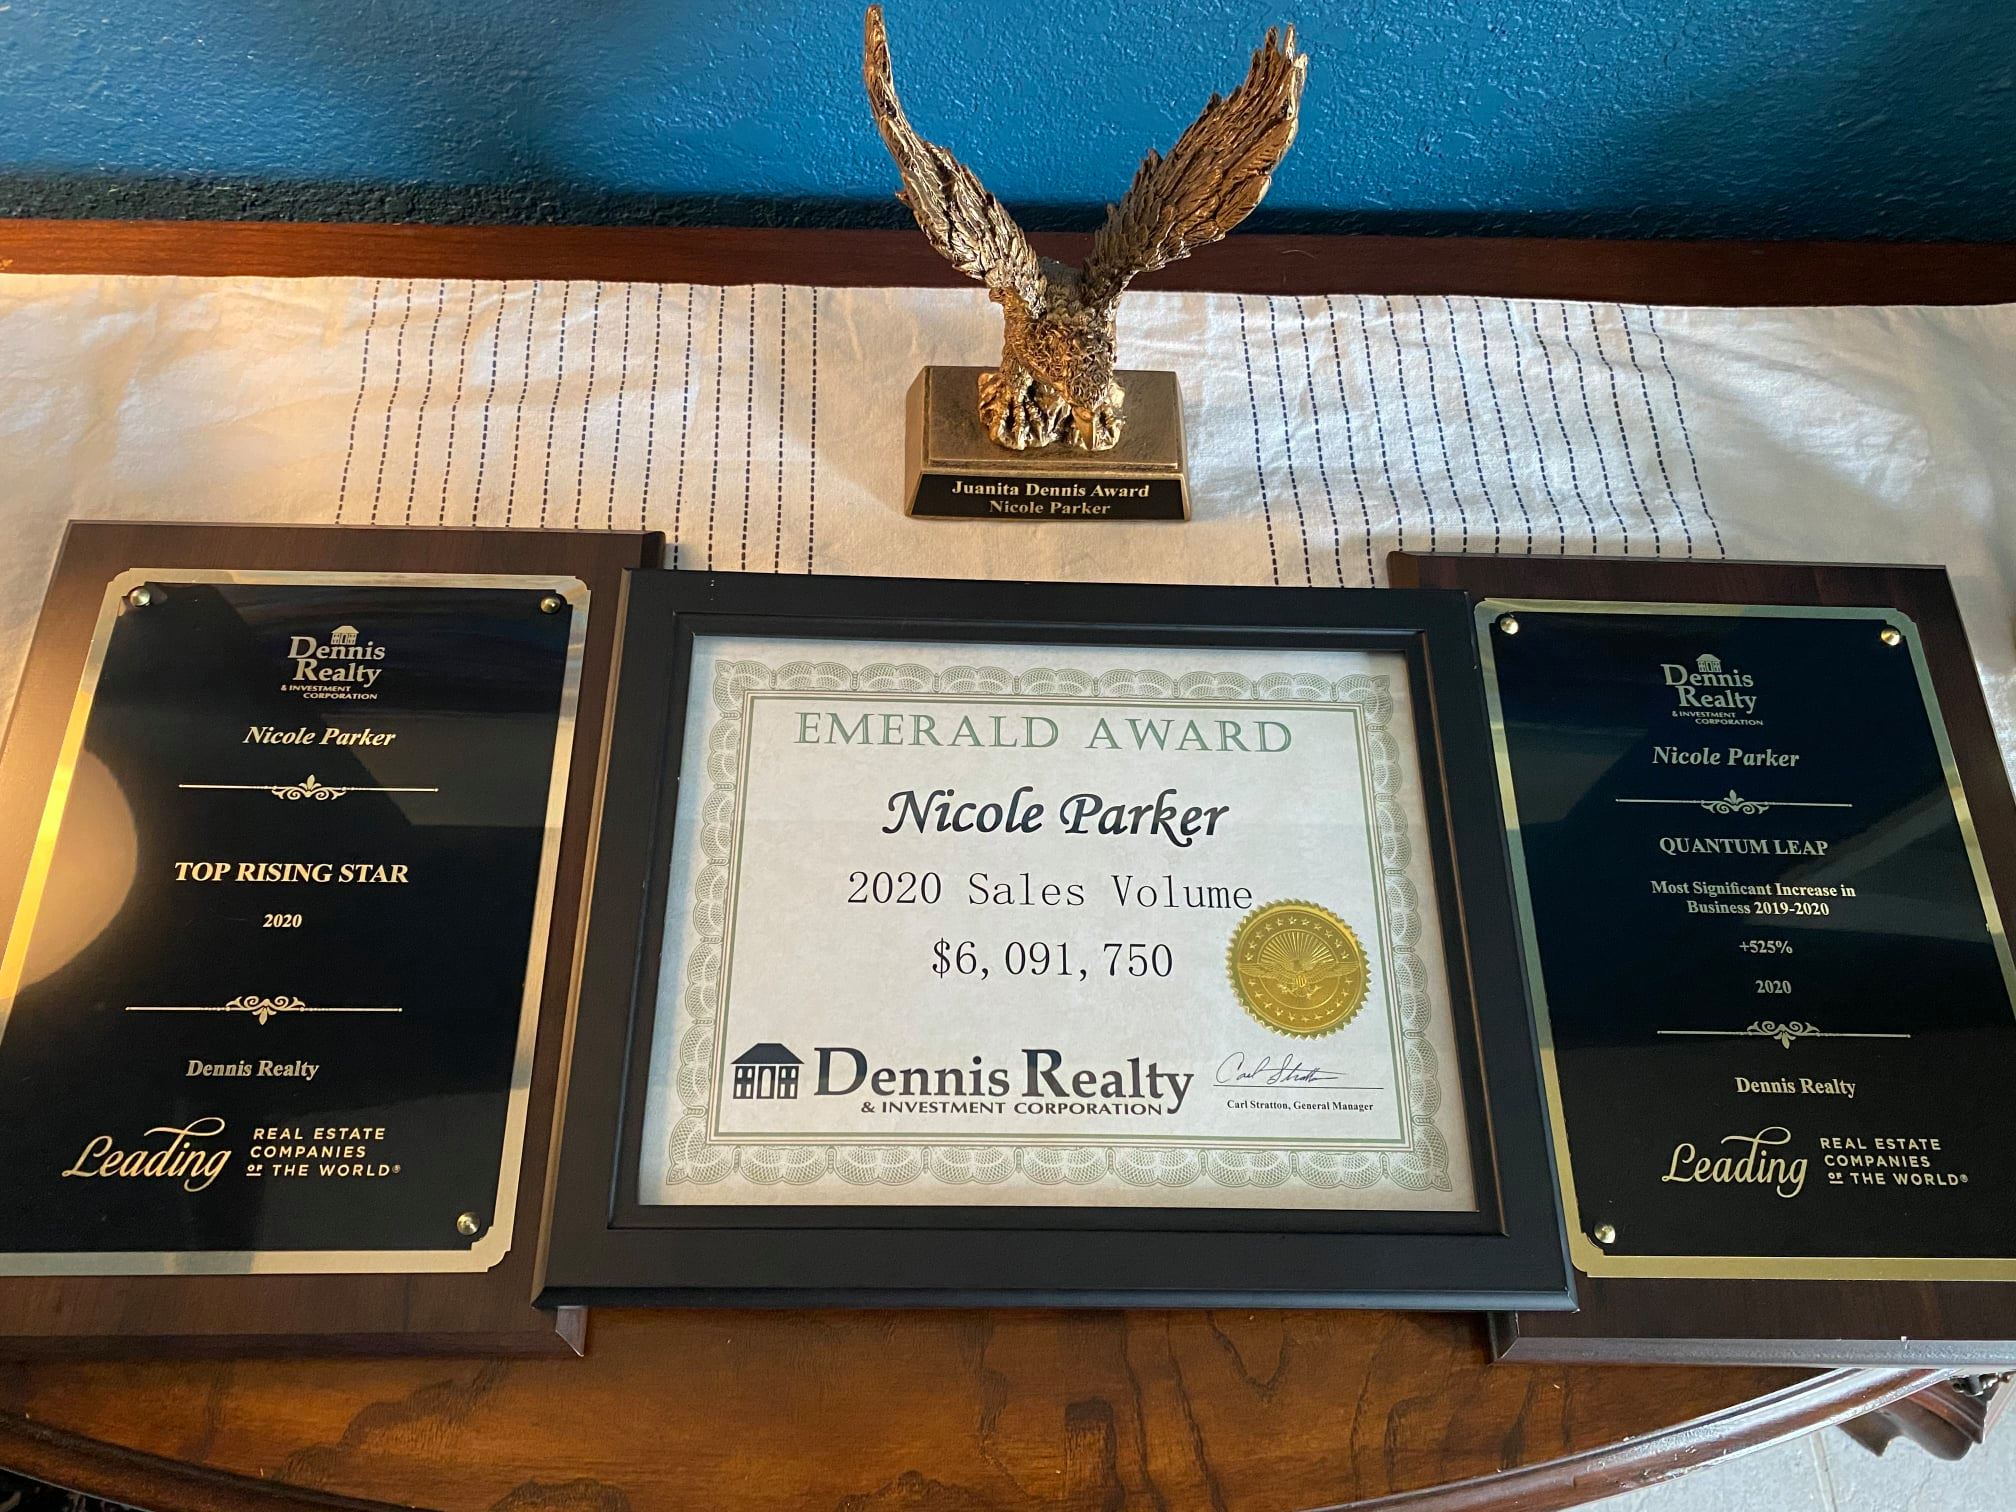 Juanita Dennis Award
Nicole Parker
Dennis
Realty
& INVESTMENT
CORPORATION
Nicole Parker
TOP RISING STAR
2020
Dennis Realty
Leading REAL ESTATE
COMPANIES
OF THE WORLD®
EMERALD AWARD
Nicole Parker
2020 Sales Volume
$6,091,750
Dennis Realty
& INVESTMENT CORPORATION
Carl Stratton
Carl Stratton, General Manager
Dennis
Realty
& INVESTMENT
CORPORATION
Nicole Parker
QUANTUM LEAP
Most Significant Increase in
Business 2019-2020
+525%
2020
Dennis Realty
Leading REAL ESTATE
COMPANIES
OF THE WORLD®